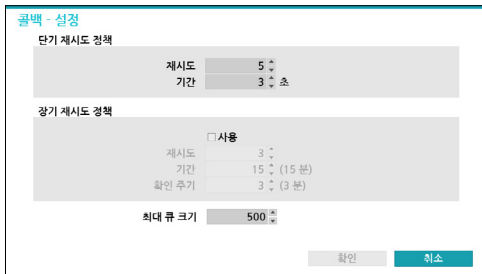 콜백 - 설정
단기 재시도 정책
재시도 5
기간 3 초
장기 재시도 정책
사용
재시도 3
기간 15 (15 분)
확인 주기 3 (3 분)
최대 큐 크기 500
확인 취소